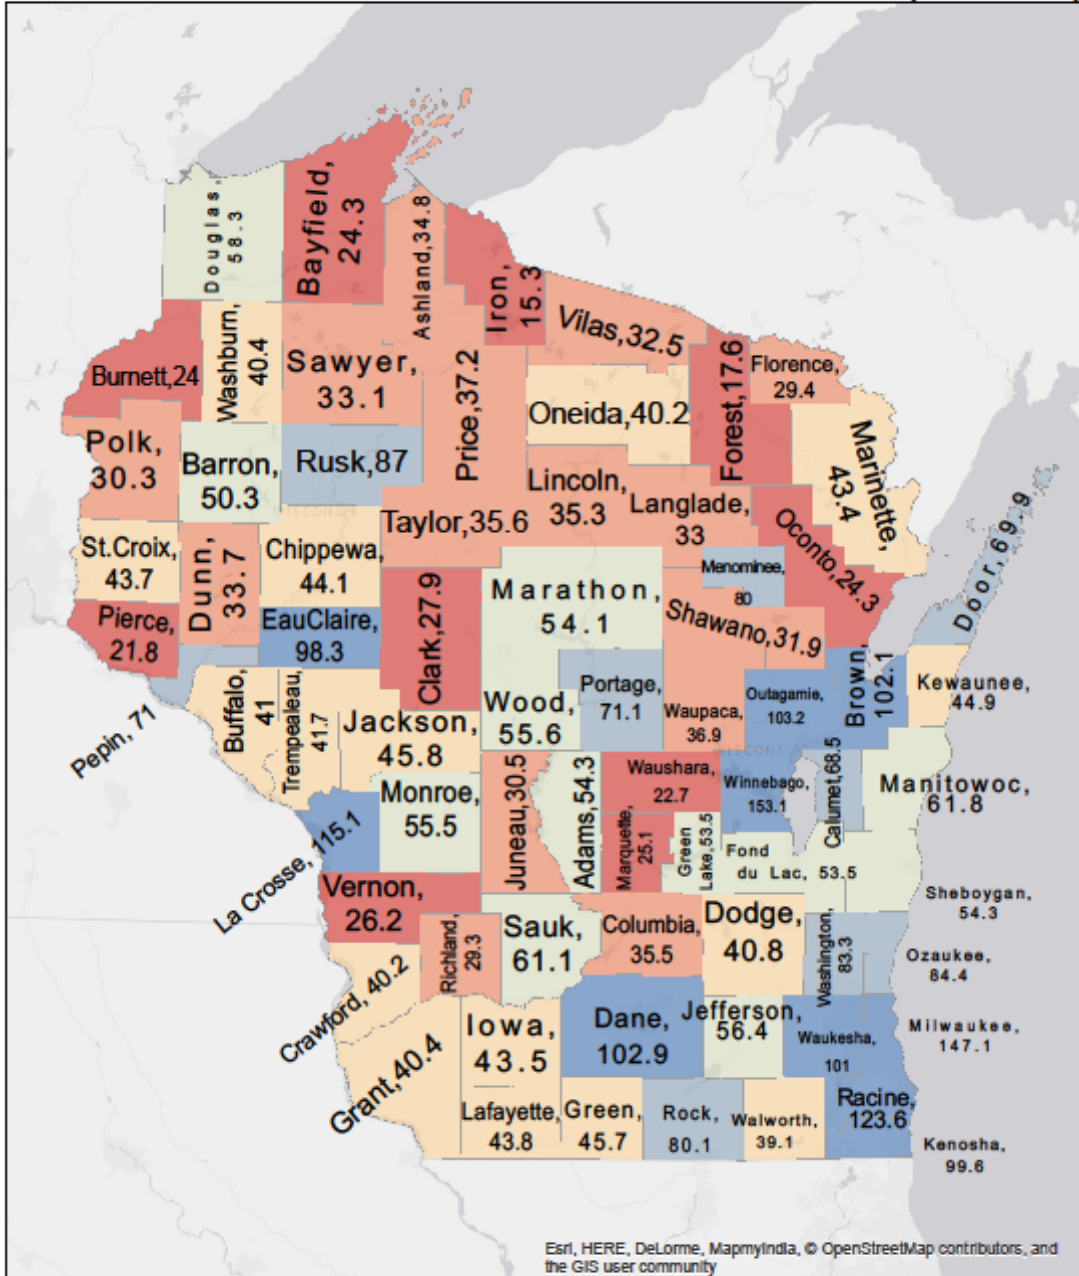 Douglas,
58.3
Bayfield,
24.3
Ashland,34.8
Iron,
15.3
Vilas,32.5
Burnett,24
Washburn,
40.4
Sawyer,
33.1
Price,37.2
Oneida,40.2
Forest,17.6
Florence,
29.4
Marinette,
43.4
Polk,
30.3
Barron,
50.3
Rusk,87
Lincoln,
35.3
Langlade,
33
Taylor,35.6
Oconto,24.3
Door,69.9
St.Croix,
43.7
Dunn,
33.7
Chippewa,
44.1
Clark,27.9
Marathon,
54.1
Menominee,
80
Shawano,31.9
Pierce,
21.8
EauClaire,
98.3
Pepin, 71
Buffalo,
41
Trempealeau,
41.7
Jackson,
45.8
Wood,
55.6
Portage,
71.1
Waupaca,
36.9
Outagamie,
103.2
Brown,
102.1
Kewaunee,
44.9
WISCONSIN
La Crosse, 115.1
Monroe,
55.5
Juneau,30.5
Adams,54.3
Waushara,
22.7
Marquette,
25.1
Green
Lake,53.5
Winnebago,
153.1
Calumet,68.5
Manitowoc,
61.8
Fond
du Lac, 53.5
Sheboygan,
54.3
Vernon,
26.2
Richland,
29.3
Sauk,
61.1
Columbia,
35.5
Dodge,
40.8
Washington,
83.3
Ozaukee,
84.4
Crawford, 40.2
Grant,40.4
Iowa,
43.5
Dane,
102.9
Jefferson,
56.4
Waukesha,
101
Milwaukee,
147.1
Lafayette,
43.8
Green,
45.7
Rock,
80.1
Walworth,
39.1
Racine,
123.6
Kenosha,
99.6
Esri, HERE, DeLorme, MapmyIndia, © OpenStreetMap contributors, and
the GIS user community